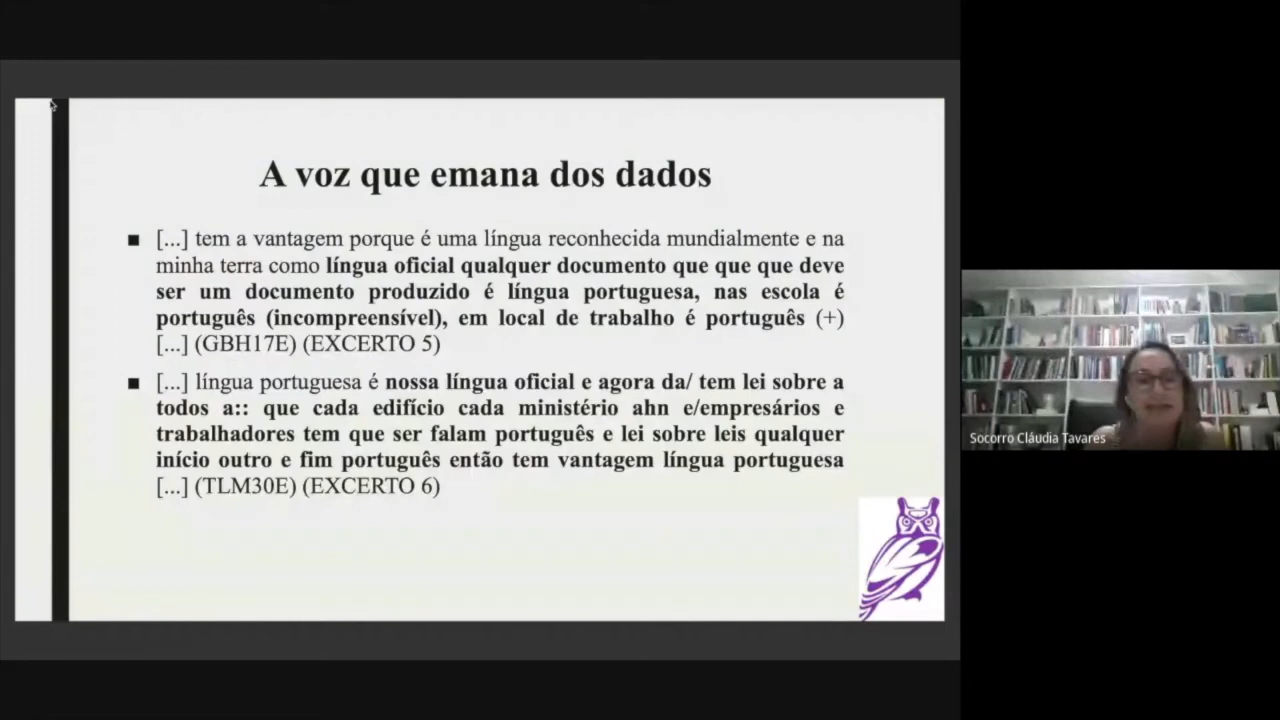 A voz que emana dos dados
■ [...] tem a vantagem porque é uma língua reconhecida mundialmente e na
minha terra como língua oficial qualquer documento que que que deve
ser um documento produzido é língua portuguesa, nas escola é
português (incompreensível), em local de trabalho é português (+)
[...] (GBH17E) (EXCERTO 5)
■ [...] língua portuguesa é nossa língua oficial e agora da/ tem lei sobre a
todos a:: que cada edifício cada ministério ahn e/empresários e
trabalhadores tem que ser falam português e lei sobre leis qualquer
início outro e fim português então tem vantagem língua portuguesa
[...] (TLM30E) (EXCERTO 6)
Socorro Cláudia Tavares